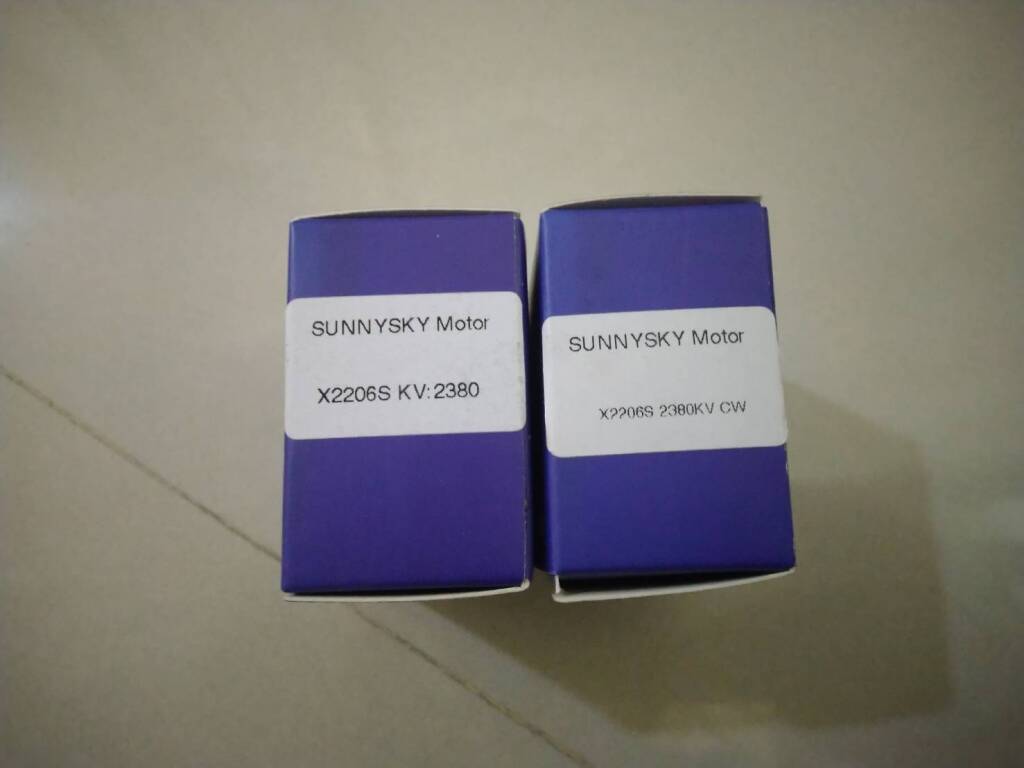 SUNNYSKY Motor
X2206S KV:2380
SUNNYSKY Motor
X2206S 2380KV CW